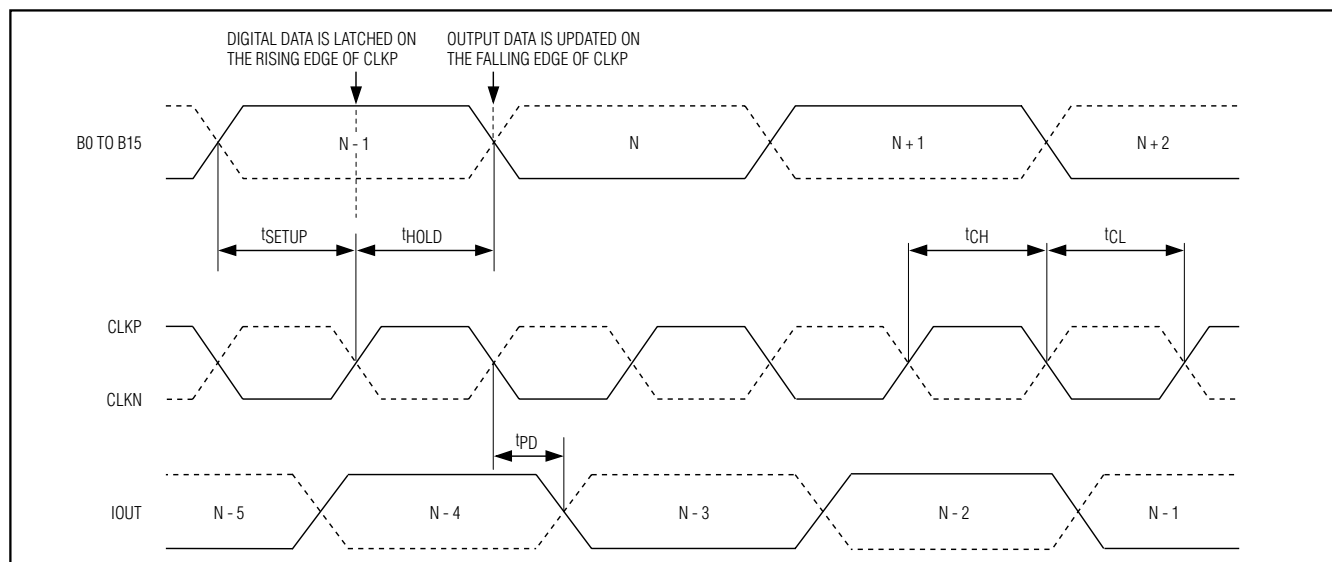 DIGITAL DATA IS LATCHED ON
THE RISING EDGE OF CLKP
OUTPUT DATA IS UPDATED ON
THE FALLING EDGE OF CLKP
B0 TO B15
N - 1
N
N + 1
N + 2
tSETUP
tHOLD
tCH
tCL
CLKP
CLKN
tPD
IOUT
N - 5
N - 4
N - 3
N - 2
N - 1